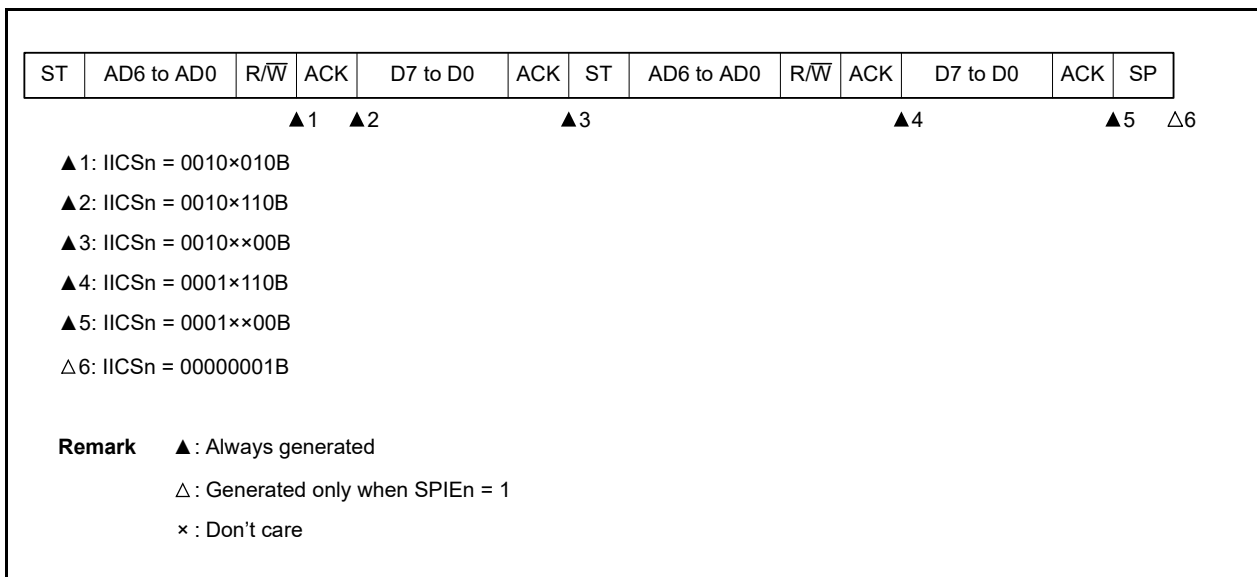 ST AD6 to AD0 R/W̅ ACK D7 to D0 ACK ST AD6 to AD0 R/W̅ ACK D7 to D0 ACK SP
▲1 ▲2 ▲3 ▲4 ▲5 △6
▲1: IICSn = 0010×010B
▲2: IICSn = 0010×110B
▲3: IICSn = 0010××00B
▲4: IICSn = 0001×110B
▲5: IICSn = 0001××00B
△6: IICSn = 00000001B
Remark ▲: Always generated
△: Generated only when SPIEn = 1
×: Don't care